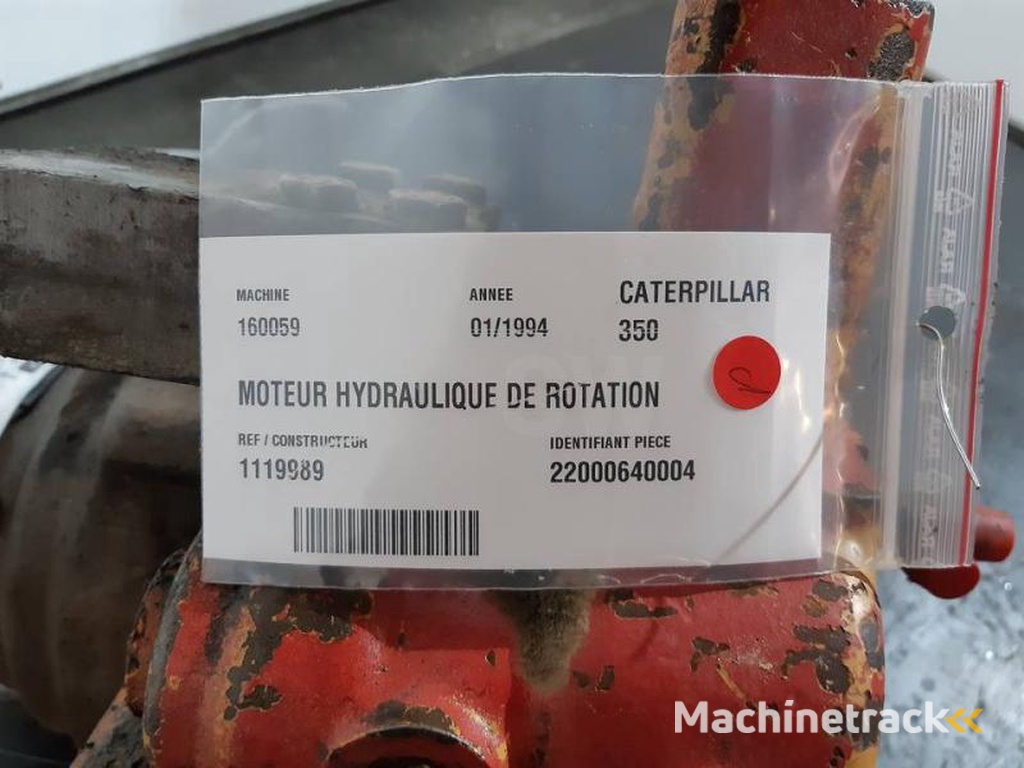 MACHINE ANNEE CATERPILLAR
160059 01/1994 350
MOTEUR HYDRAULIQUE DE ROTATION
REF / CONSTRUCTEUR IDENTIFIANT PIECE
1119989 22000640004
Machinetrack